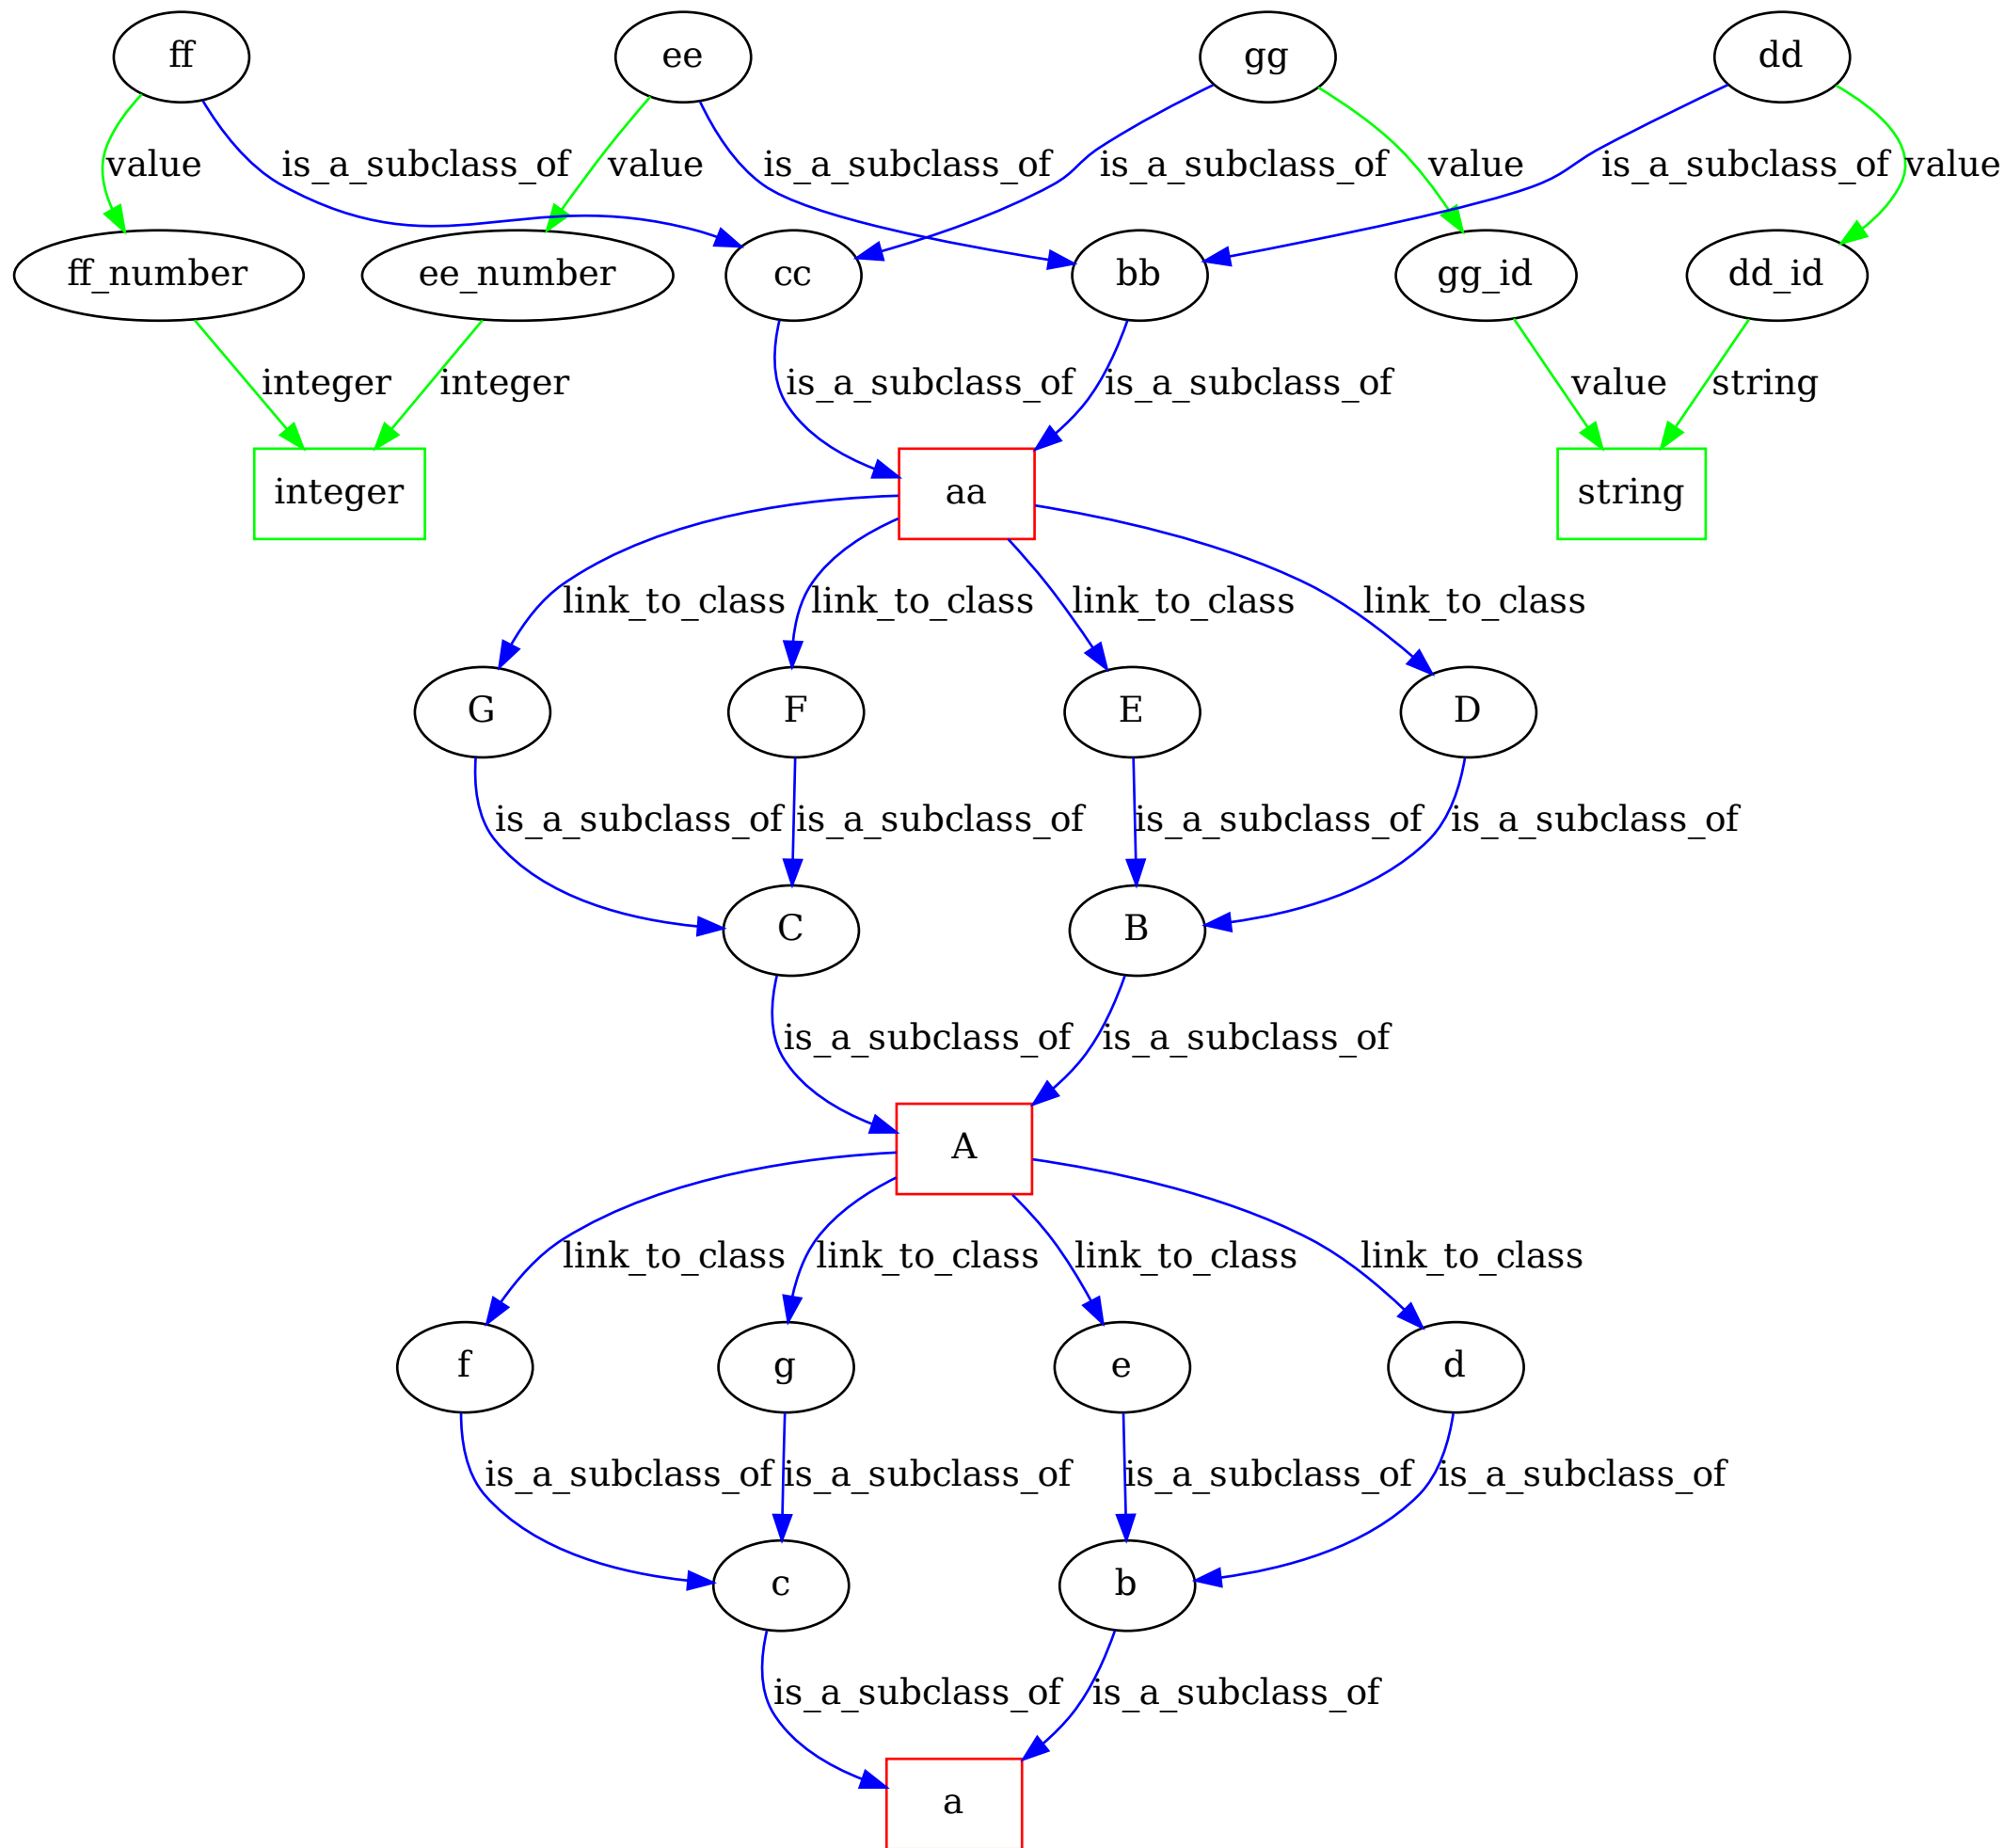 ff
ee
gg
dd
value
is_a_subclass_of
value
is_a_subclass_of
is_a_subclass_of
value
is_a_subclass_of
value
ff_number
ee_number
cc
bb
gg_id
dd_id
integer
integer
is_a_subclass_of
is_a_subclass_of
value
string
integer
aa
string
link_to_class
link_to_class
link_to_class
link_to_class
G
F
E
D
is_a_subclass_of
is_a_subclass_of
is_a_subclass_of
is_a_subclass_of
C
B
is_a_subclass_of
is_a_subclass_of
A
link_to_class
link_to_class
link_to_class
link_to_class
f
g
e
d
is_a_subclass_of
is_a_subclass_of
is_a_subclass_of
is_a_subclass_of
c
b
is_a_subclass_of
is_a_subclass_of
a